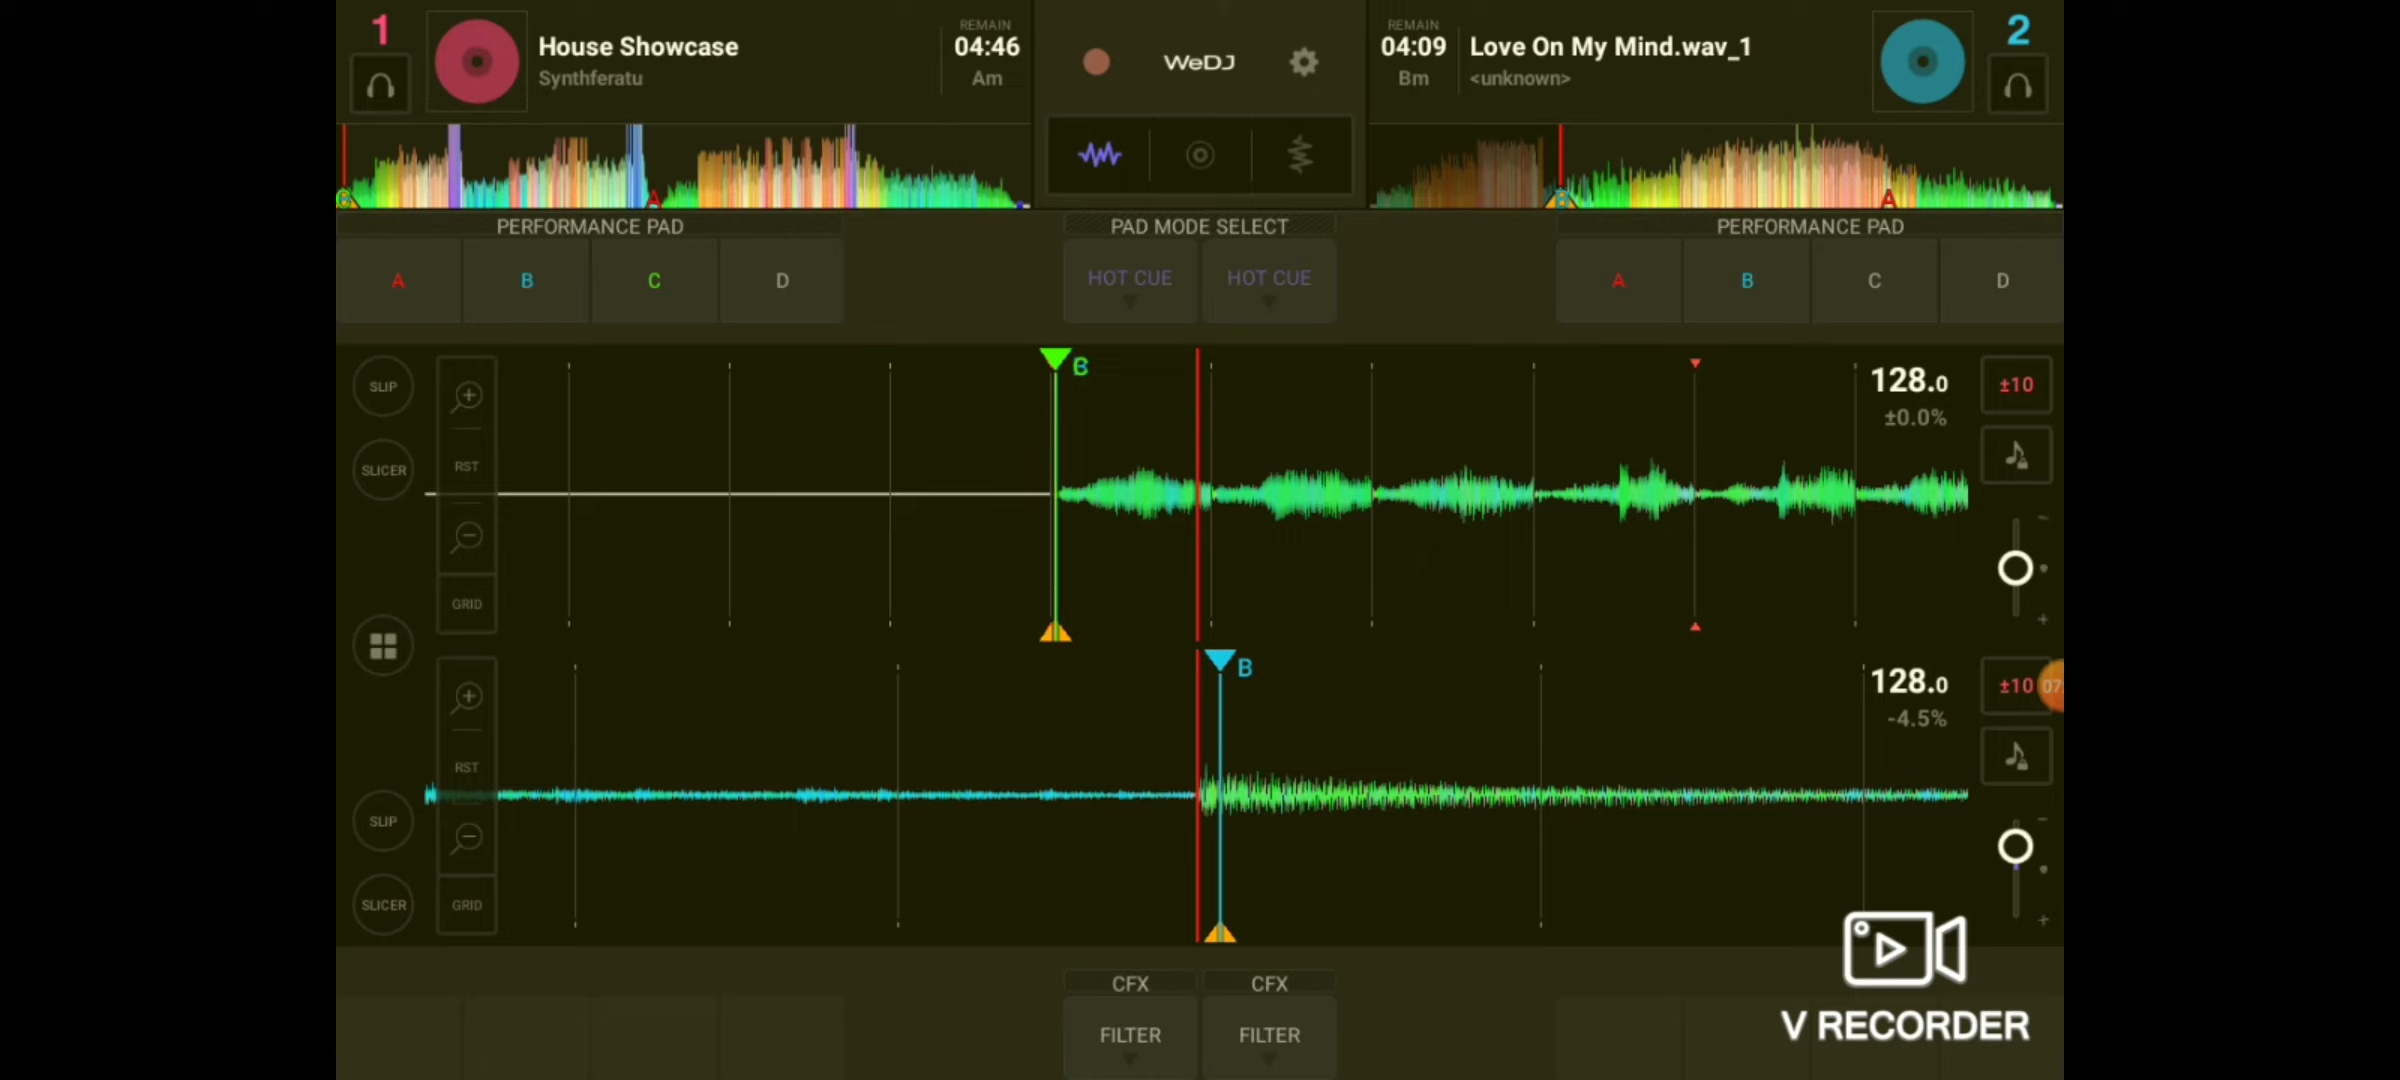 1
House Showcase
Synthferatu
REMAIN
04:46
Am
WeDJ
REMAIN
04:09
Bm
Love On My Mind.wav_1
<unknown>
2
A
B
A
PERFORMANCE PAD
PAD MODE SELECT
PERFORMANCE PAD
A B C D
HOT CUE HOT CUE
A B C D
SLIP
SLICER
RST
GRID
128.0
±0.0%
±10
B
RST
SLIP
SLICER
GRID
128.0
-4.5%
±10
07:
CFX CFX
FILTER FILTER
V RECORDER